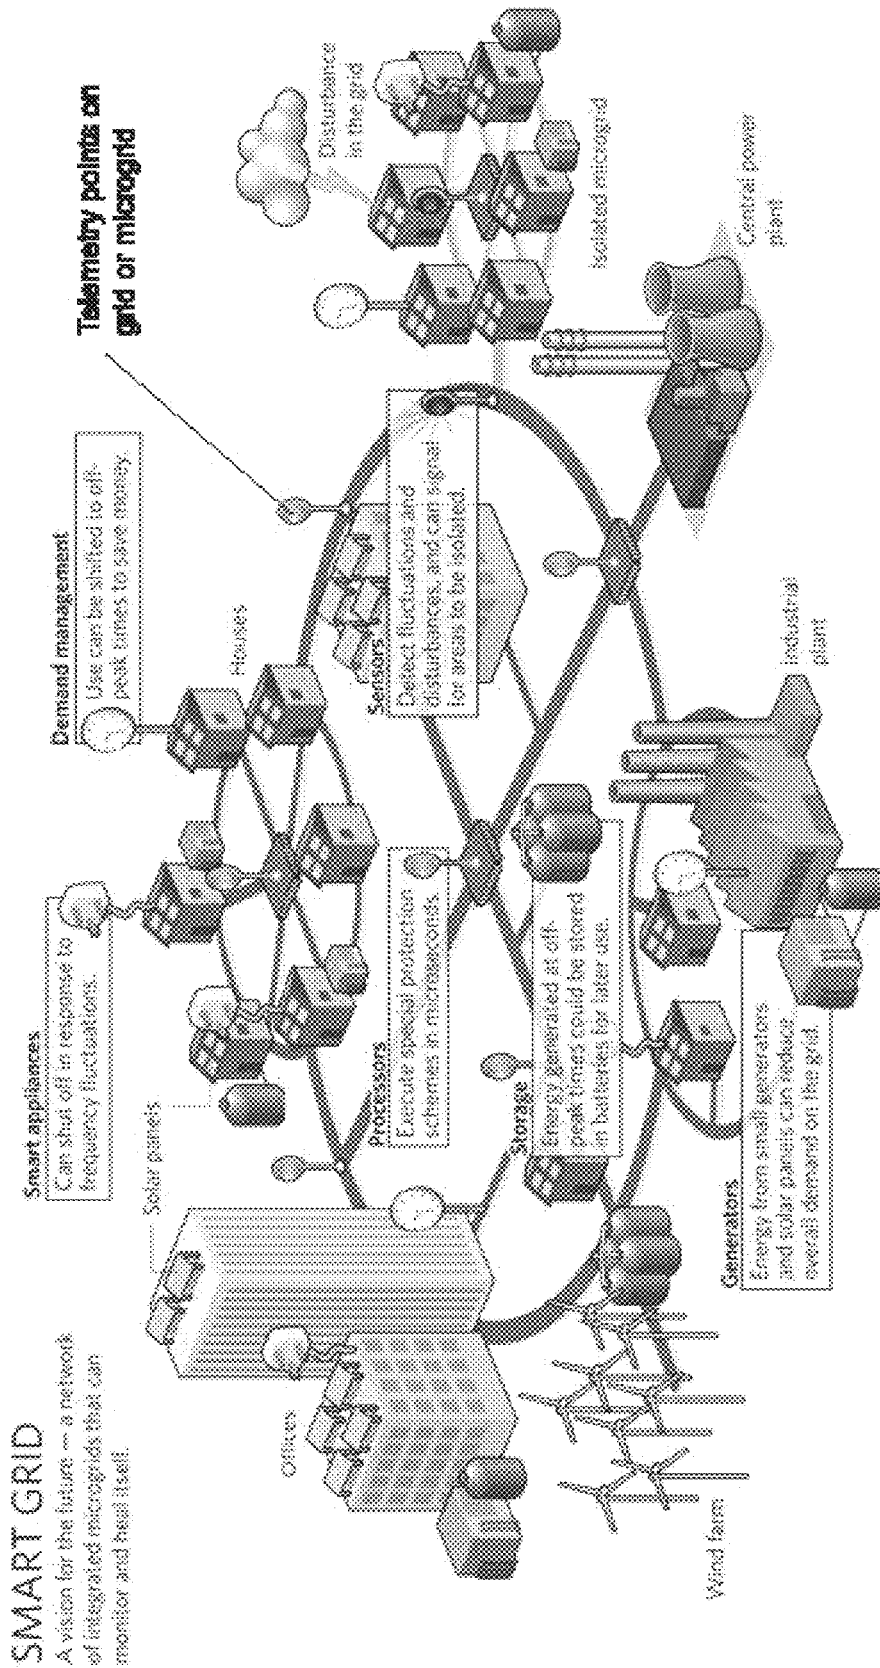 SMART GRID
A vision for the future — a network
of integrated microgrids that can
monitor and heal itself.
Smart appliances
Can shut off in response to
frequency fluctuations.
Demand management
Use can be shifted to off-
peak times to save money.
Telemetry points on
grid or microgrid
Solar panels
Houses
Offices
Disturbance
in the grid
Processors
Execute special protection
schemes in microseconds.
Sensors
Detect fluctuations and
disturbances, and can signal
for areas to be isolated.
Storage
Energy generated at off-
peak times could be stored
in batteries for later use.
Isolated microgrid
Wind farm
Generators
Energy from small generators
and solar panels can reduce
overall demand on the grid.
Industrial
plant
Central power
plant